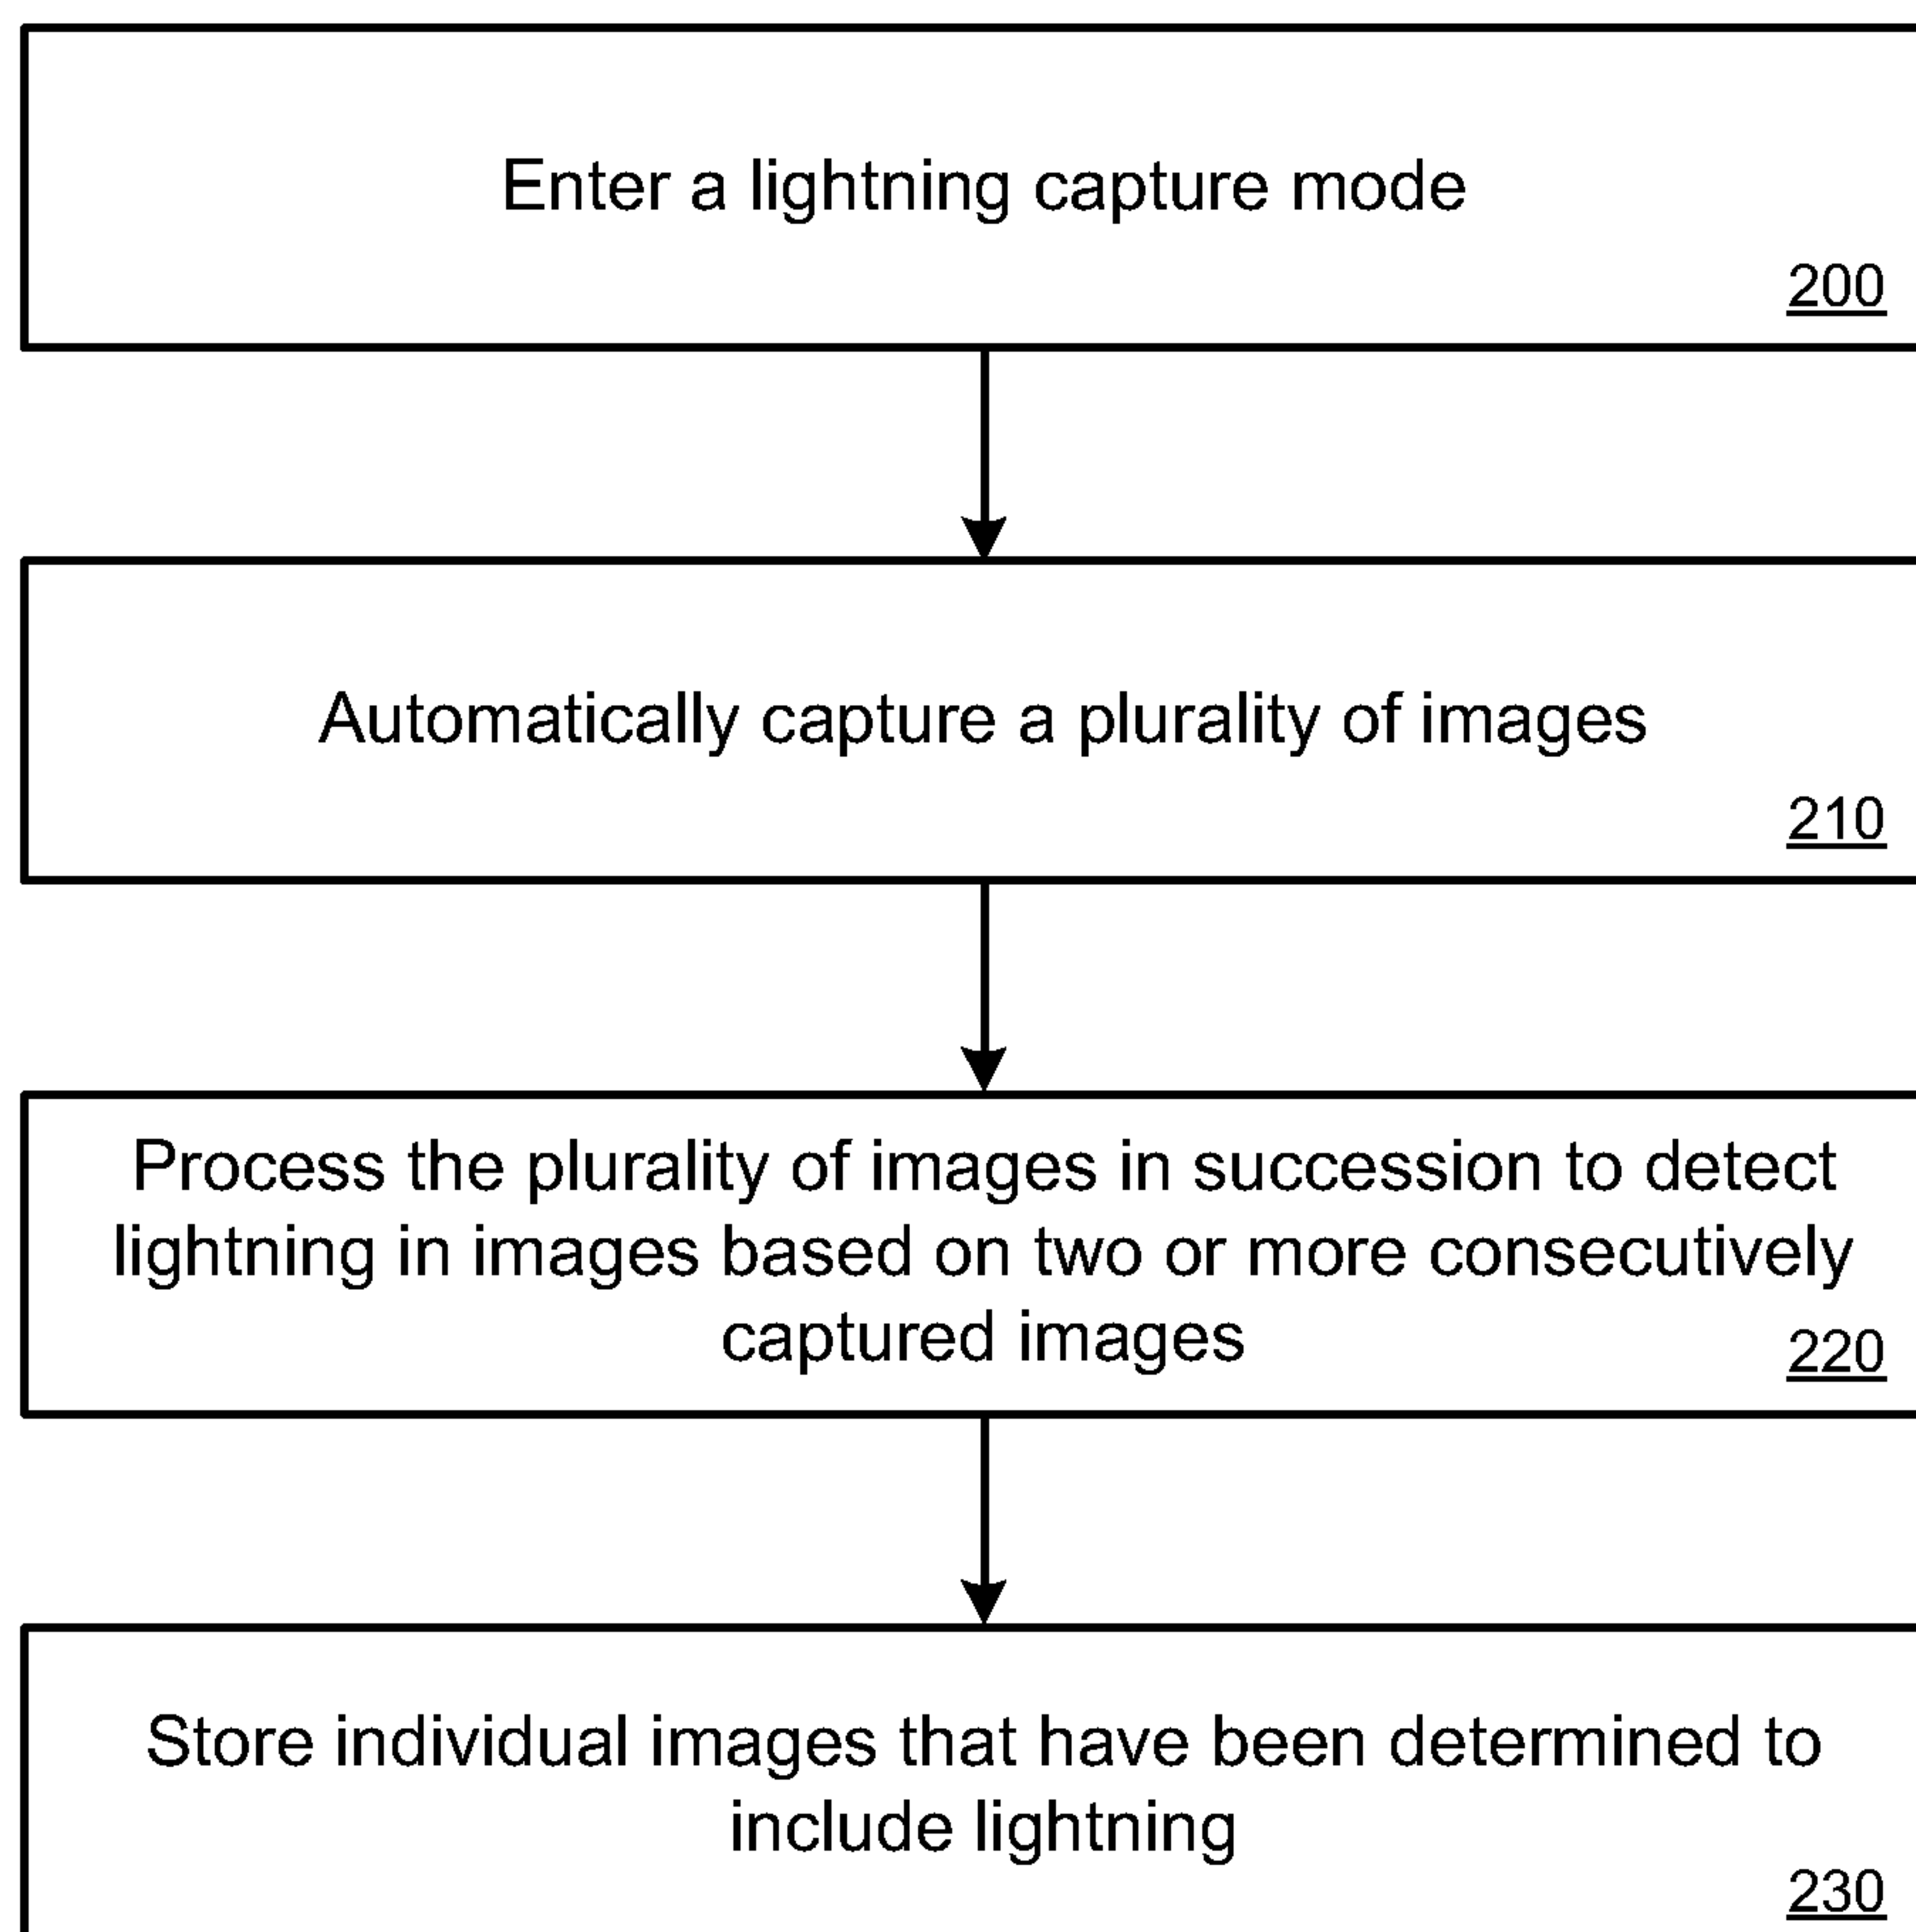 Enter a lightning capture mode
200
Automatically capture a plurality of images
210
Process the plurality of images in succession to detect
lightning in images based on two or more consecutively
captured images
220
Store individual images that have been determined to
include lightning
230